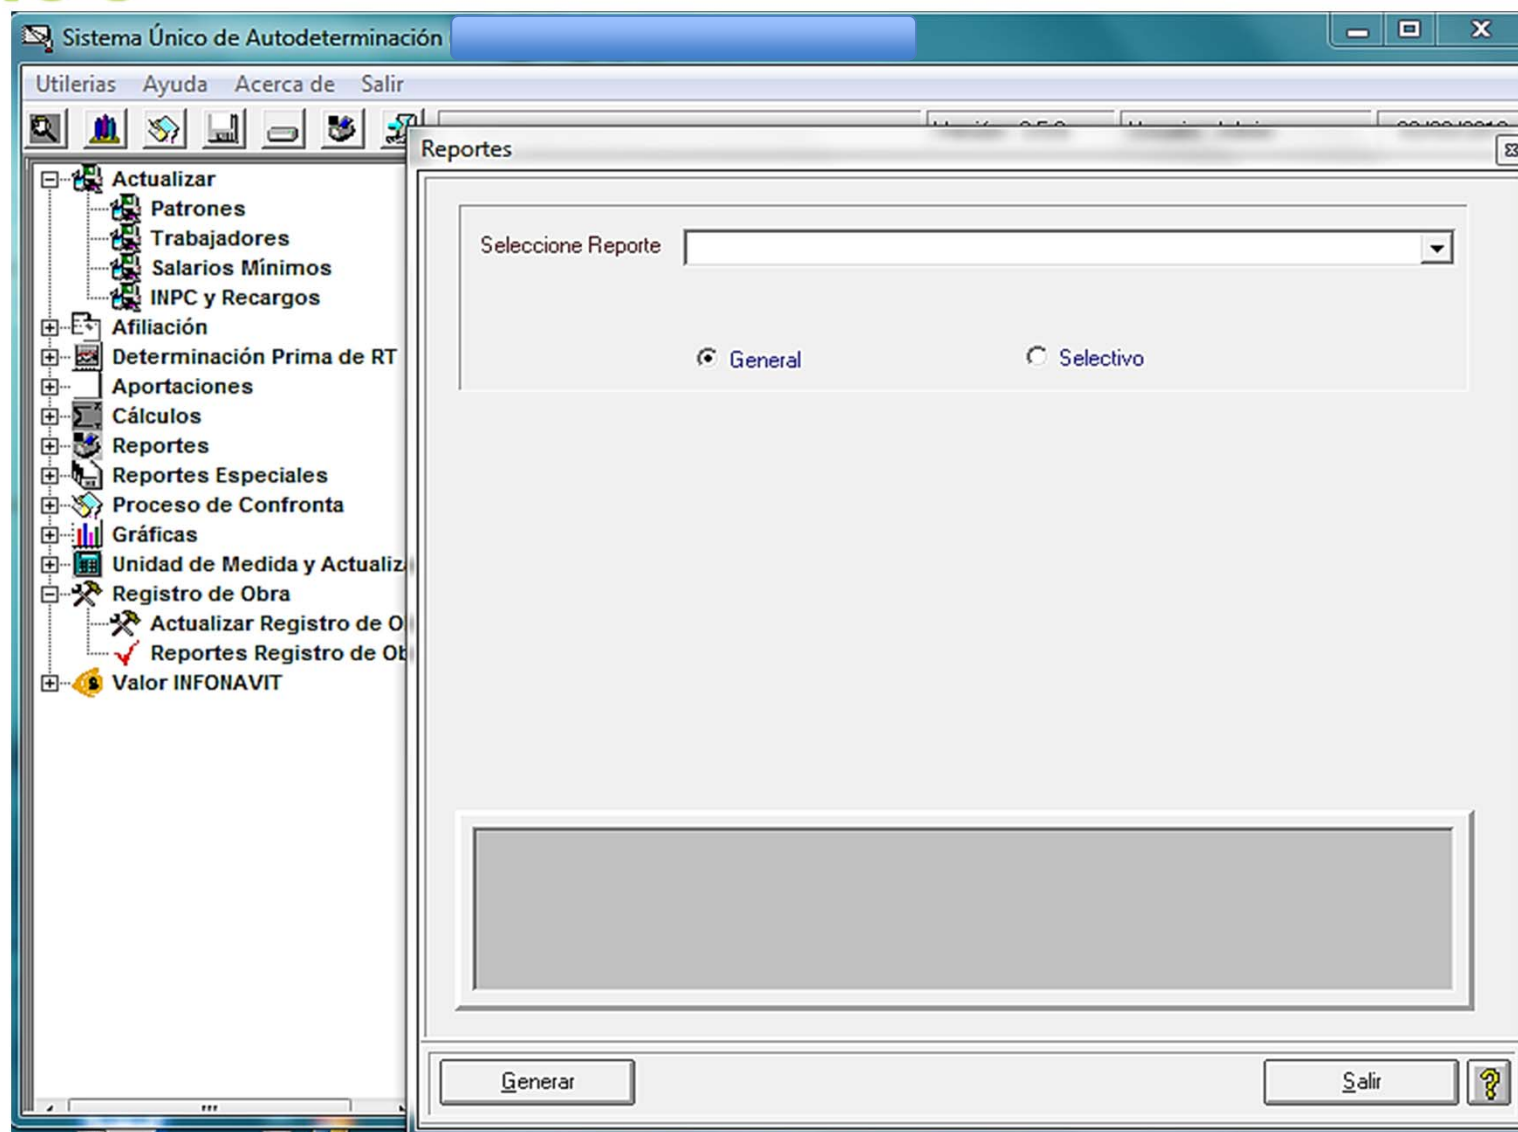 Sistema Único de Autodeterminación
Utilerias Ayuda Acerca de Salir
Reportes
Actualizar
Patrones
Trabajadores
Salarios Mínimos
INPC y Recargos
Afiliación
Determinación Prima de RT
Aportaciones
Cálculos
Reportes
Reportes Especiales
Proceso de Confronta
Gráficas
Unidad de Medida y Actualiz
Registro de Obra
Actualizar Registro de O
Reportes Registro de Ob
Valor INFONAVIT
Seleccione Reporte
General Selectivo
Generar Salir